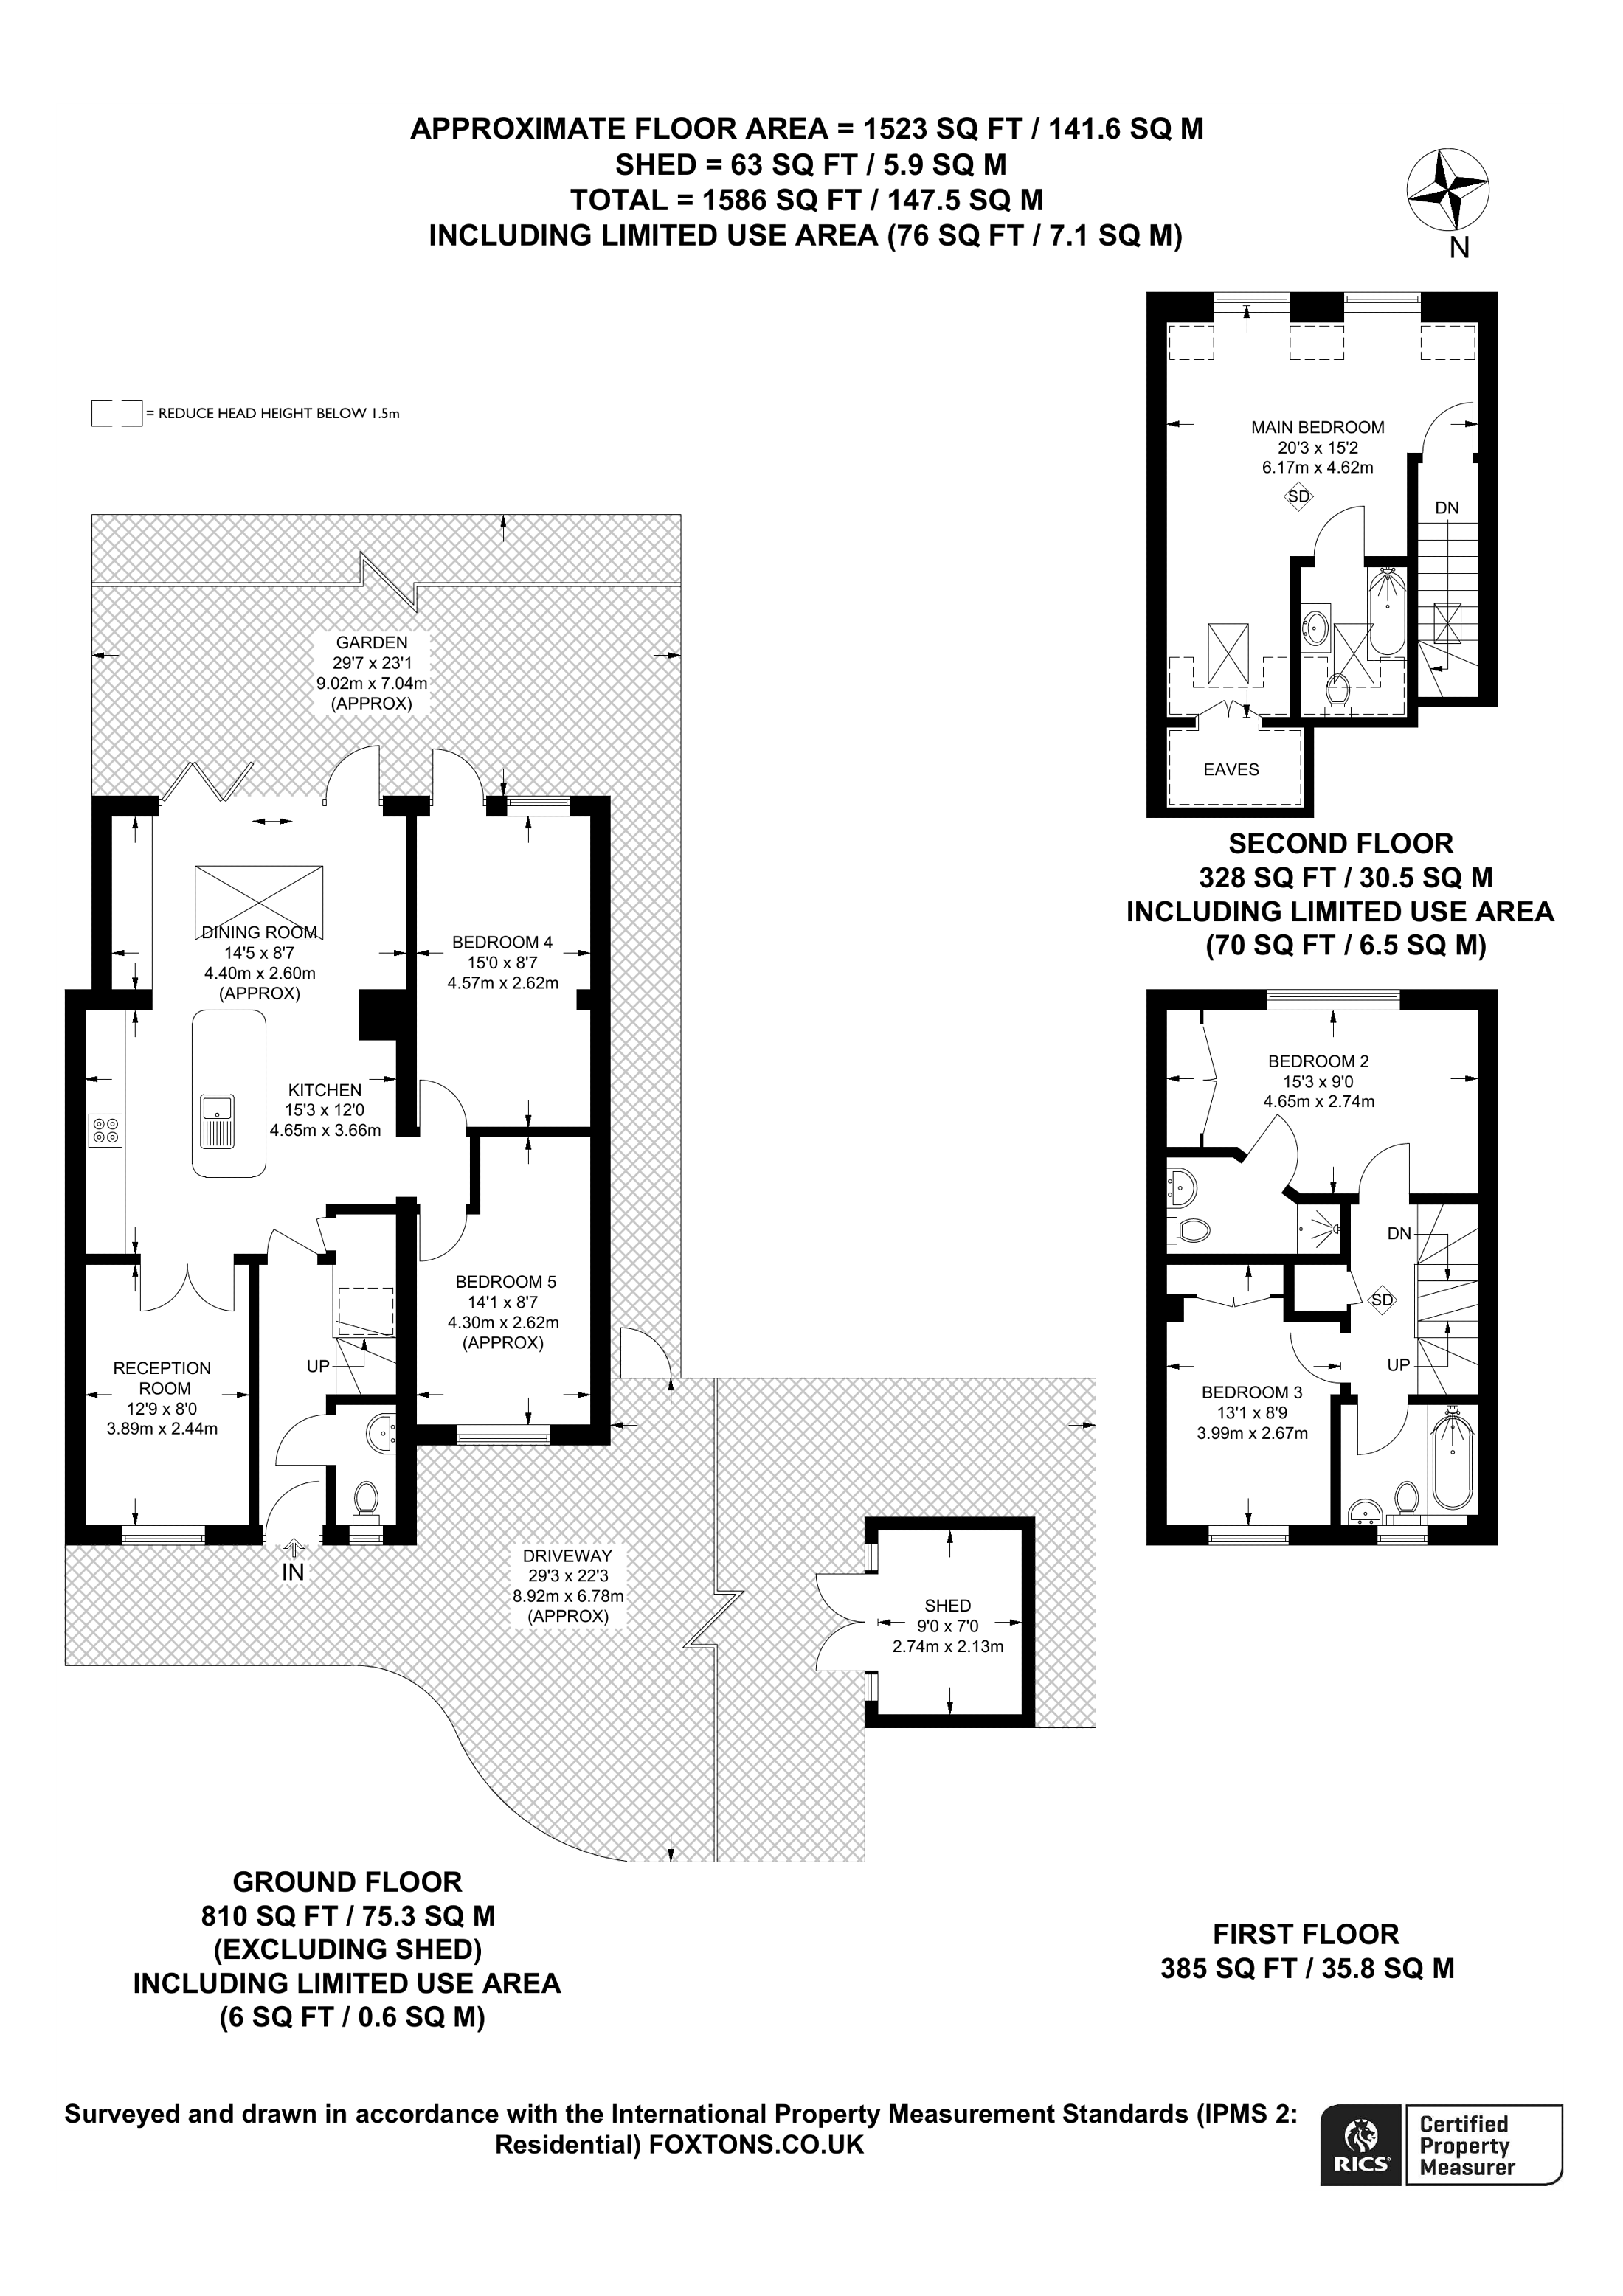 APPROXIMATE FLOOR AREA = 1523 SQ FT / 141.6 SQ M
SHED = 63 SQ FT / 5.9 SQ M
TOTAL = 1586 SQ FT / 147.5 SQ M
INCLUDING LIMITED USE AREA (76 SQ FT / 7.1 SQ M)
N
= REDUCE HEAD HEIGHT BELOW 1.5m
MAIN BEDROOM
20'3 x 15'2
6.17m x 4.62m
SD
DN
EAVES
SECOND FLOOR
328 SQ FT / 30.5 SQ M
INCLUDING LIMITED USE AREA
(70 SQ FT / 6.5 SQ M)
GARDEN
29'7 x 23'1
9.02m x 7.04m
(APPROX)
DINING ROOM
14'5 x 8'7
4.40m x 2.60m
(APPROX)
BEDROOM 4
15'0 x 8'7
4.57m x 2.62m
KITCHEN
15'3 x 12'0
4.65m x 3.66m
BEDROOM 5
14'1 x 8'7
4.30m x 2.62m
(APPROX)
RECEPTION
ROOM
12'9 x 8'0
3.89m x 2.44m
UP
IN
DRIVEWAY
29'3 x 22'3
8.92m x 6.78m
(APPROX)
SHED
9'0 x 7'0
2.74m x 2.13m
BEDROOM 2
15'3 x 9'0
4.65m x 2.74m
DN
SD
UP
BEDROOM 3
13'1 x 8'9
3.99m x 2.67m
GROUND FLOOR
810 SQ FT / 75.3 SQ M
(EXCLUDING SHED)
INCLUDING LIMITED USE AREA
(6 SQ FT / 0.6 SQ M)
FIRST FLOOR
385 SQ FT / 35.8 SQ M
Surveyed and drawn in accordance with the International Property Measurement Standards (IPMS 2:
Residential) FOXTONS.CO.UK
RICS
Certified
Property
Measurer